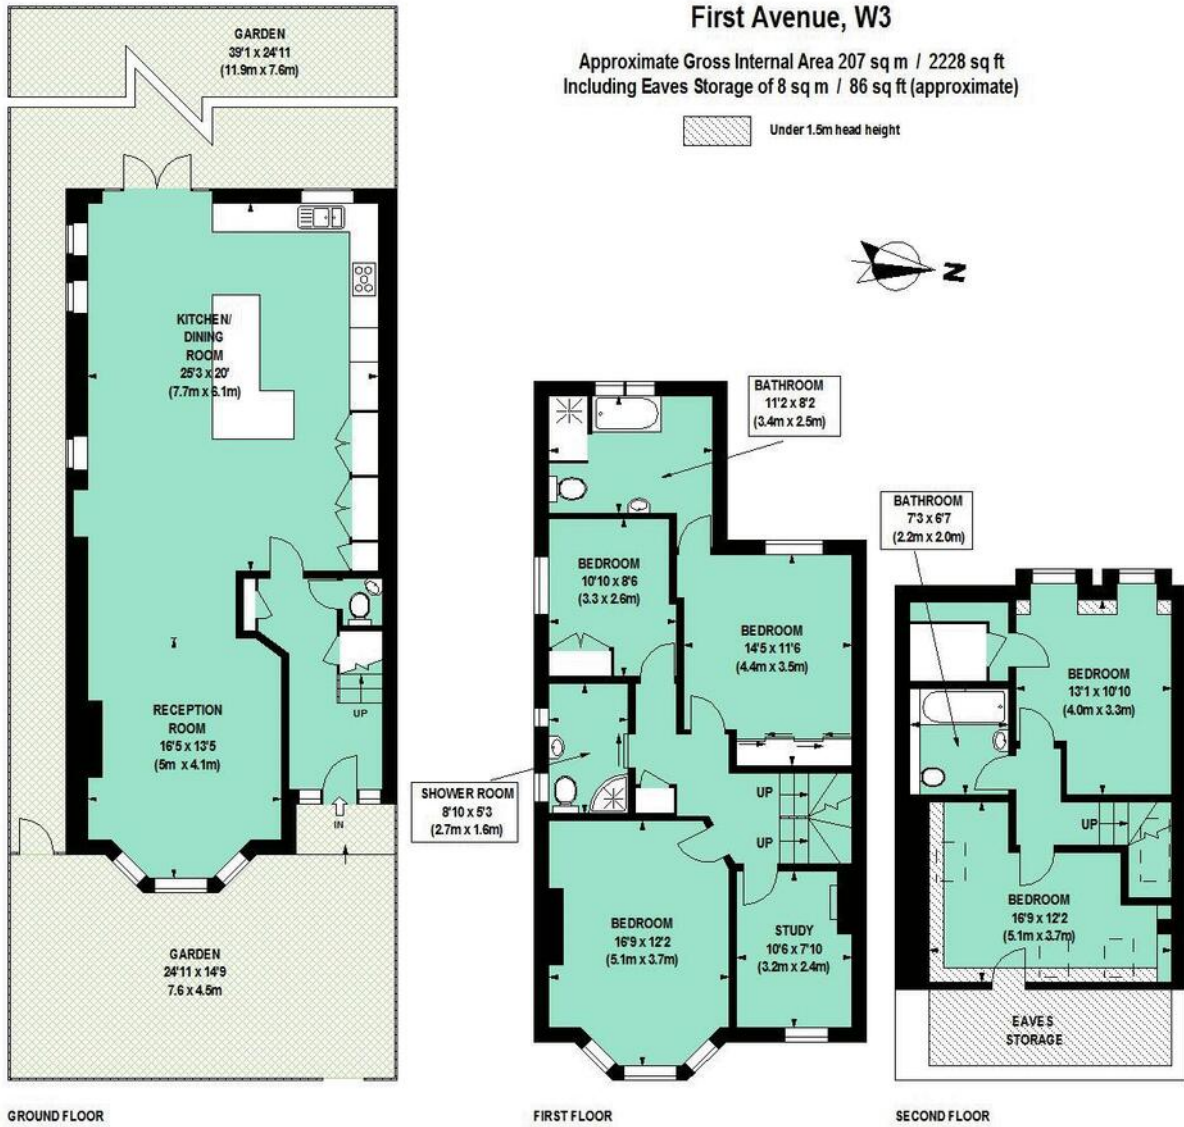 First Avenue, W3
Approximate Gross Internal Area 207 sq m / 2228 sq ft
Including Eaves Storage of 8 sq m / 86 sq ft (approximate)
Under 1.5m head height
N
GARDEN
39'1 x 24'11
(11.9m x 7.6m)
KITCHEN/
DINING
ROOM
25'3 x 20'
(7.7m x 6.1m)
RECEPTION
ROOM
16'5 x 13'5
(5m x 4.1m)
UP
IN
GARDEN
24'11 x 14'9
7.6 x 4.5m
GROUND FLOOR
BATHROOM
11'2 x 8'2
(3.4m x 2.5m)
BEDROOM
10'10 x 8'6
(3.3 x 2.6m)
BEDROOM
14'5 x 11'6
(4.4m x 3.5m)
SHOWER ROOM
8'10 x 5'3
(2.7m x 1.6m)
UP
UP
BEDROOM
16'9 x 12'2
(5.1m x 3.7m)
STUDY
10'6 x 7'10
(3.2m x 2.4m)
FIRST FLOOR
BATHROOM
7'3 x 6'7
(2.2m x 2.0m)
BEDROOM
13'1 x 10'10
(4.0m x 3.3m)
UP
BEDROOM
16'9 x 12'2
(5.1m x 3.7m)
EAVES
STORAGE
SECOND FLOOR